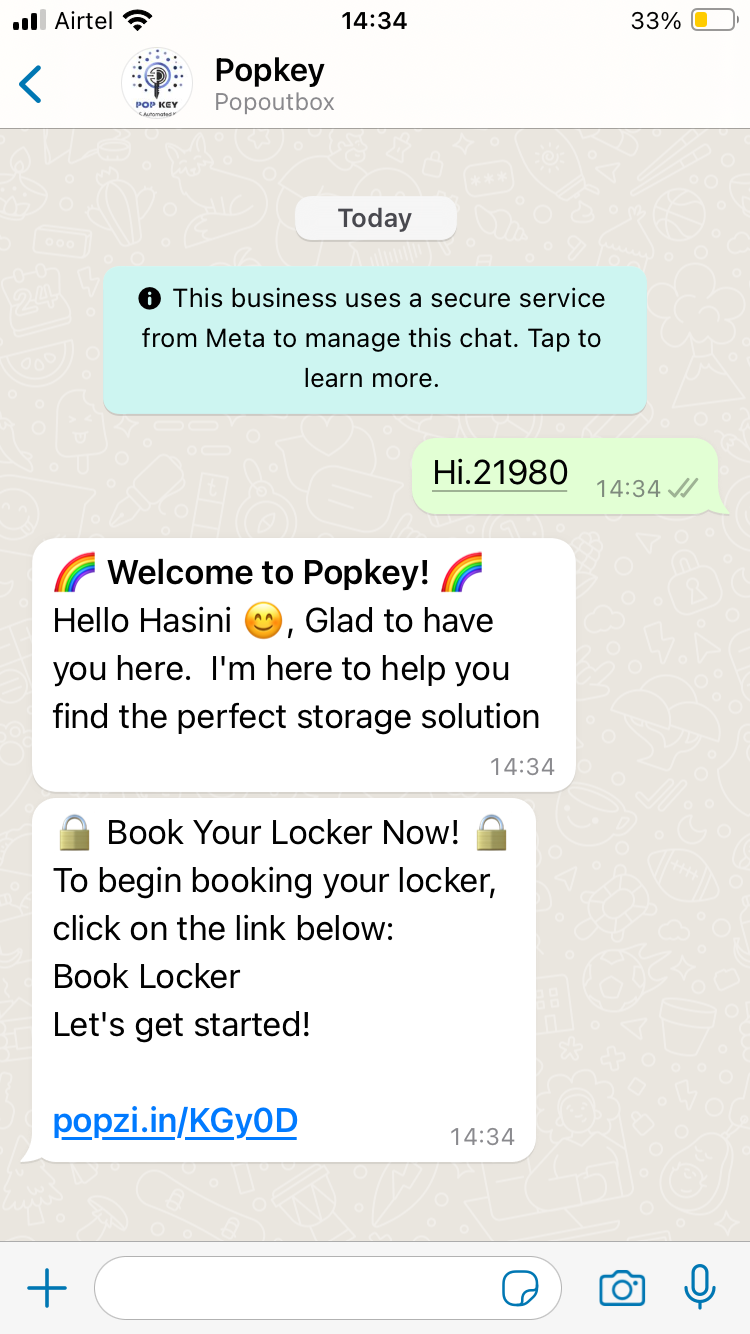 Airtel 14:34 33%
Popkey
Popoutbox
POP KEY
Today
This business uses a secure service
from Meta to manage this chat. Tap to
learn more.
Hi.21980 14:34
🌈 Welcome to Popkey! 🌈
Hello Hasini 😊, Glad to have
you here.  I'm here to help you
find the perfect storage solution
14:34
🔒 Book Your Locker Now! 🔒
To begin booking your locker,
click on the link below:
Book Locker
Let's get started!
popzi.in/KGy0D 14:34